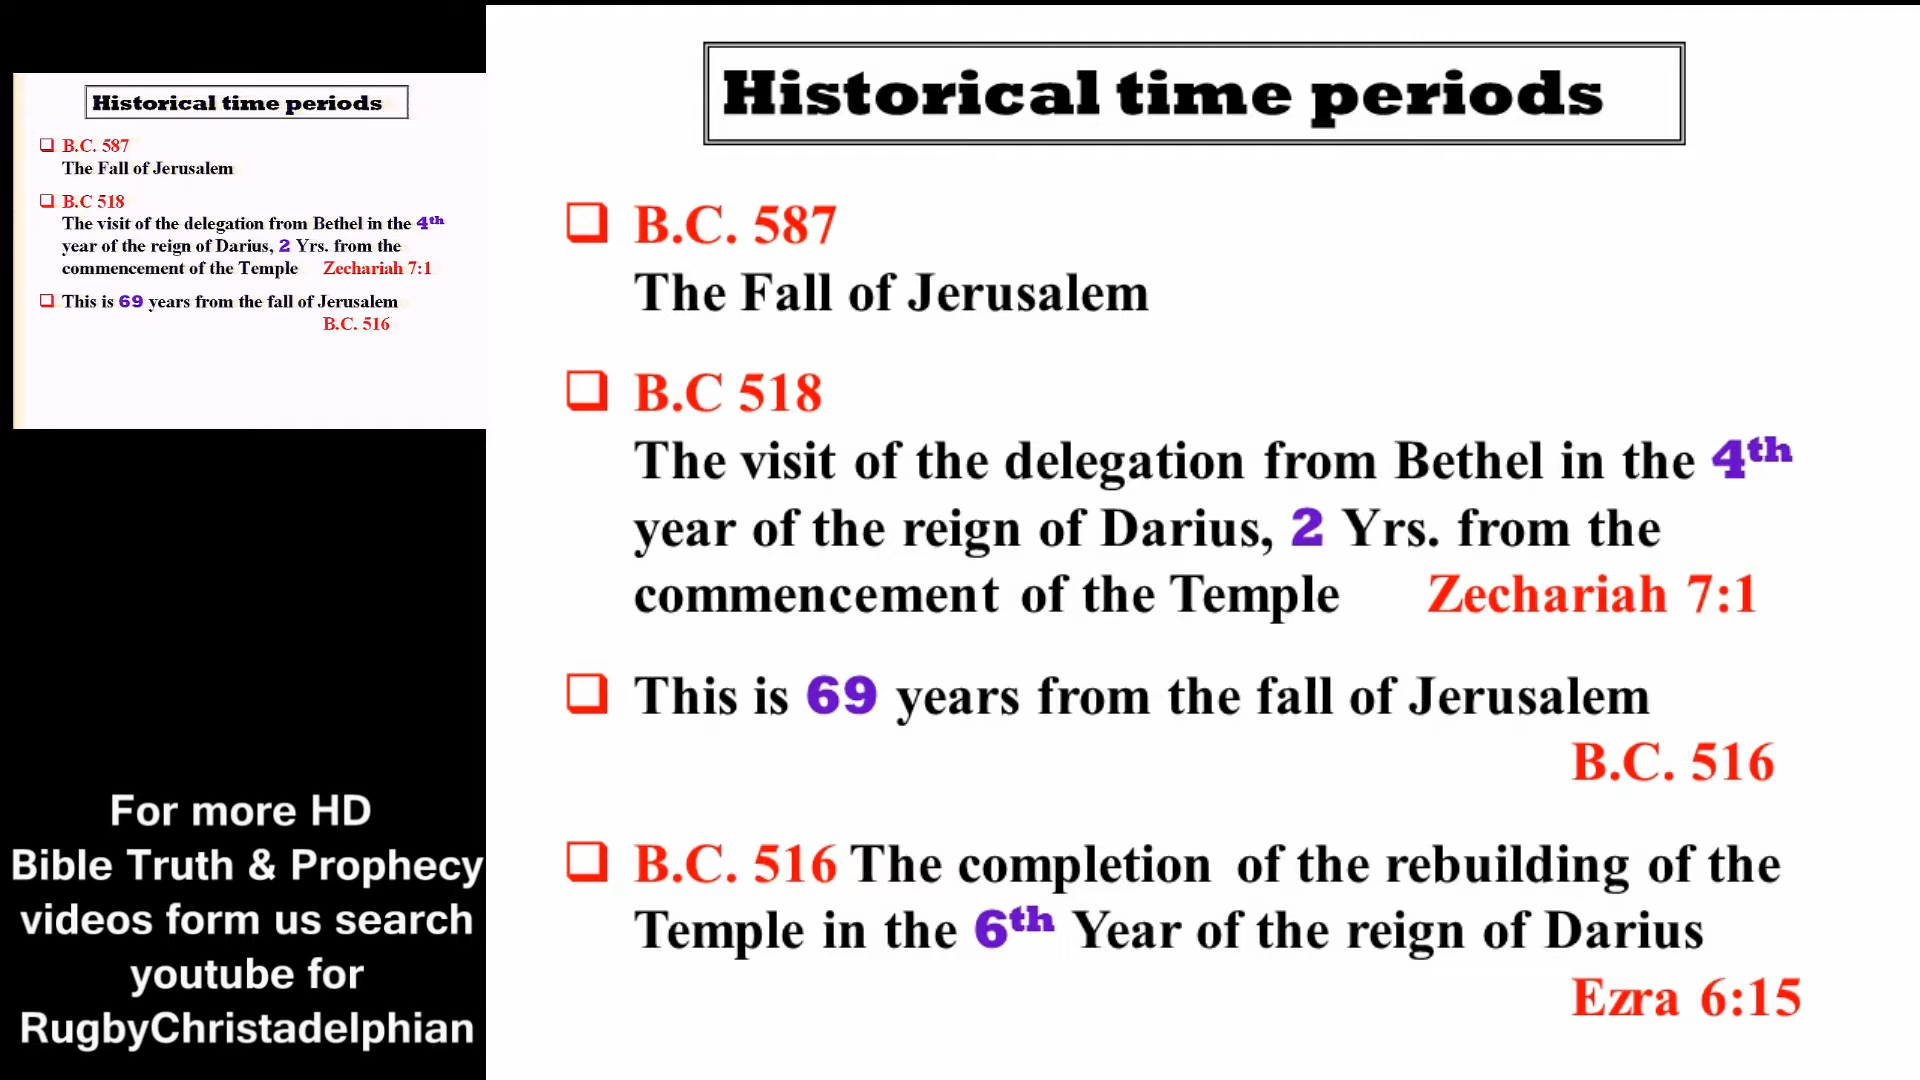 Historical time periods
❑ B.C. 587
The Fall of Jerusalem
❑ B.C 518
The visit of the delegation from Bethel in the 4th
year of the reign of Darius, 2 Yrs. from the
commencement of the Temple Zechariah 7:1
❑ This is 69 years from the fall of Jerusalem
B.C. 516
For more HD
Bible Truth & Prophecy
videos form us search
youtube for
RugbyChristadelphian
Historical time periods
❑ B.C. 587
The Fall of Jerusalem
❑ B.C 518
The visit of the delegation from Bethel in the 4th
year of the reign of Darius, 2 Yrs. from the
commencement of the Temple Zechariah 7:1
❑ This is 69 years from the fall of Jerusalem
B.C. 516
❑ B.C. 516 The completion of the rebuilding of the
Temple in the 6th Year of the reign of Darius
Ezra 6:15